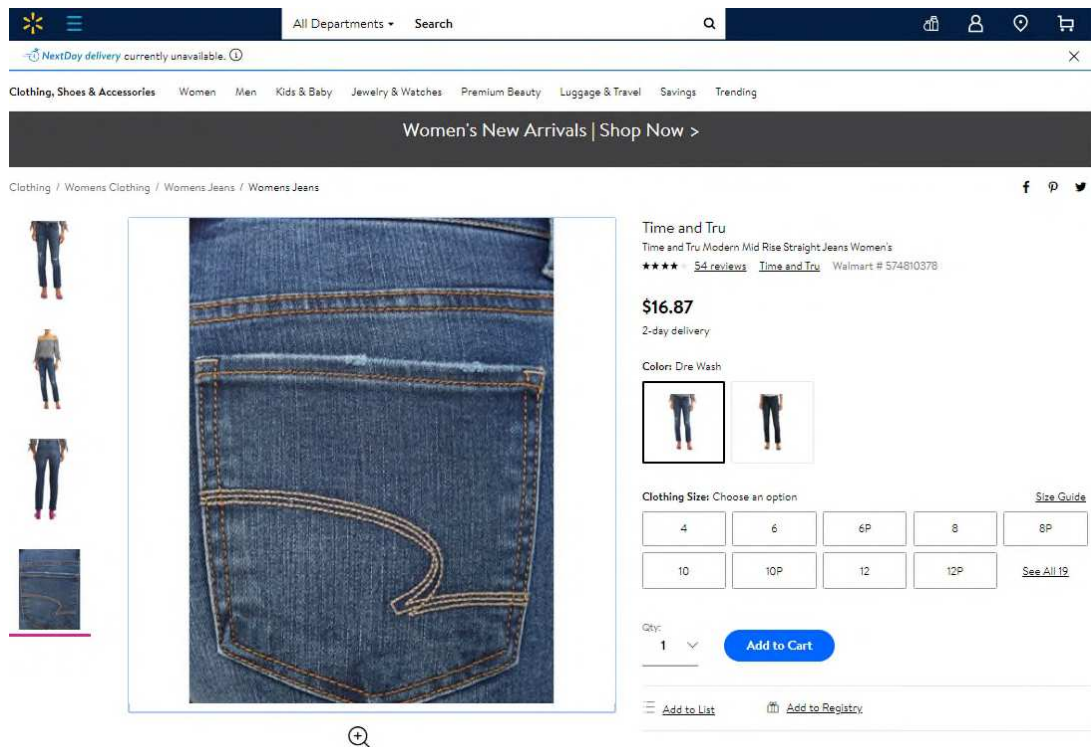 All Departments Search
NextDay delivery currently unavailable.
Clothing, Shoes & Accessories Women Men Kids & Baby Jewelry & Watches Premium Beauty Luggage & Travel Savings Trending
Women's New Arrivals | Shop Now >
Clothing / Womens Clothing / Womens Jeans / Womens Jeans
Time and Tru
Time and Tru Modern Mid Rise Straight Jeans Women's
54 reviews Time and Tru Walmart # 574810378
$16.87
2-day delivery
Color: Dre Wash
Clothing Size: Choose an option Size Guide
4 6 6P 8 8P
10 10P 12 12P See All 19
Qty:
1 Add to Cart
Add to List Add to Registry